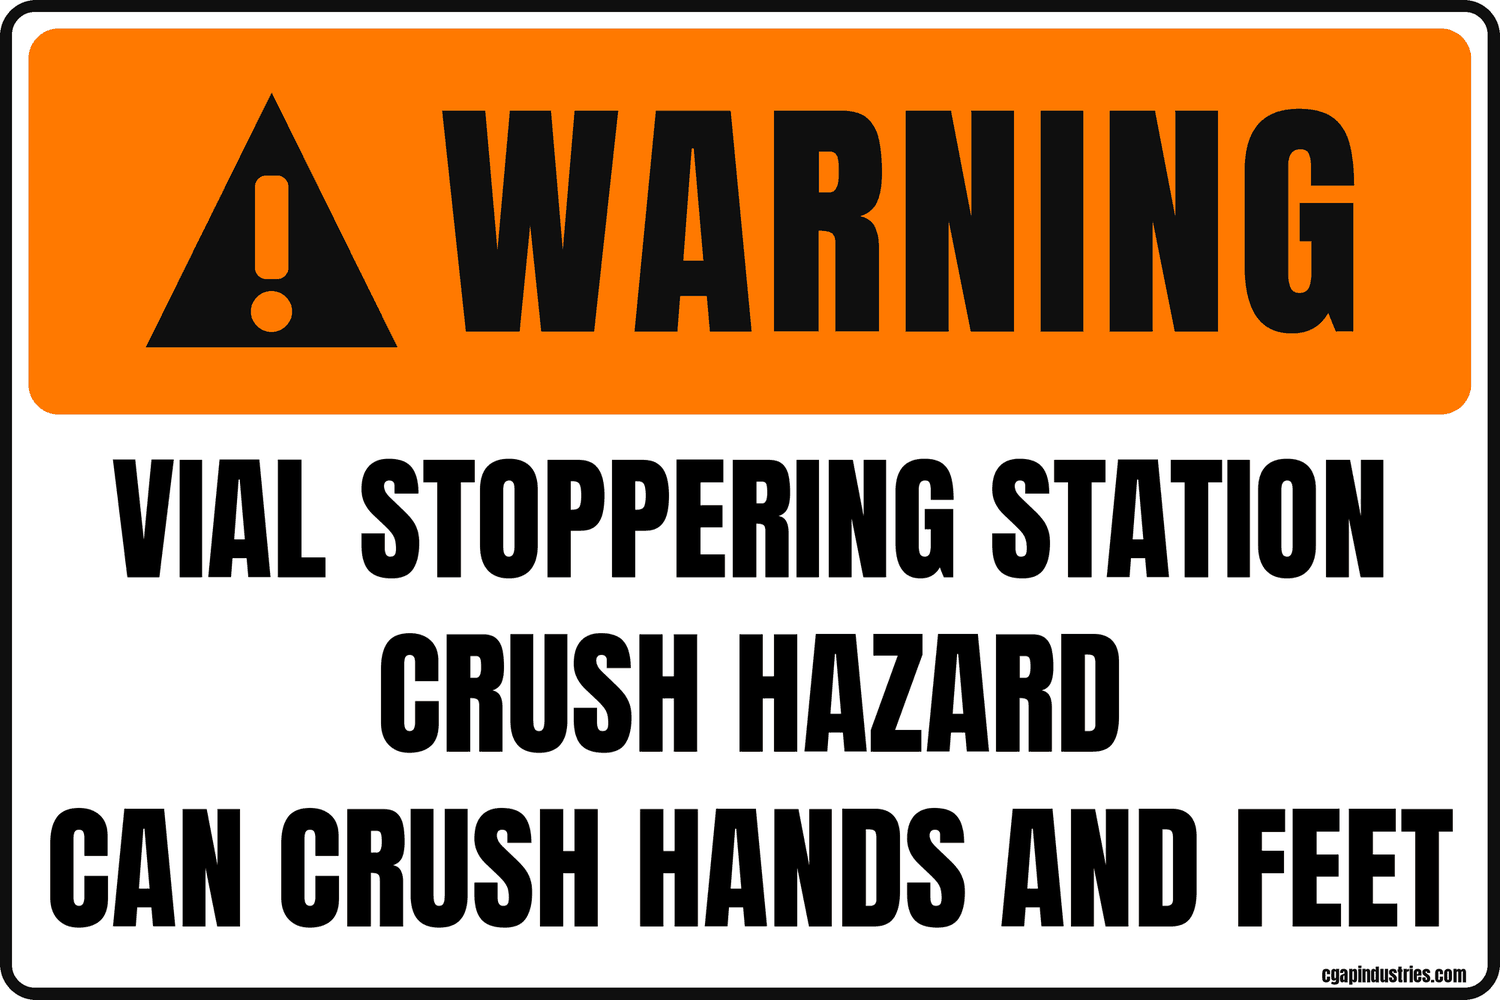 WARNING
VIAL STOPPERING STATION
CRUSH HAZARD
CAN CRUSH HANDS AND FEET
cgapindustries.com